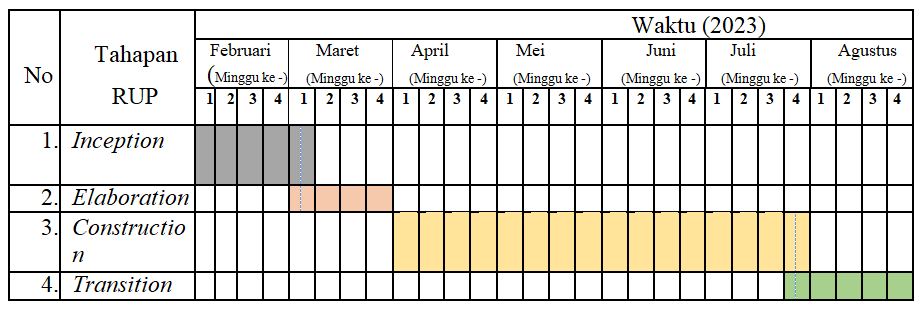 No Tahapan RUP Waktu (2023)
Februari Maret April Mei Juni Juli Agustus
(Minggu ke -) (Minggu ke -) (Minggu ke -) (Minggu ke -) (Minggu ke -) (Minggu ke -) (Minggu ke -)
1 2 3 4 1 2 3 4 1 2 3 4 1 2 3 4 1 2 3 4 1 2 3 4 1 2 3 4
1. Inception
2. Elaboration
3. Constructio
n
4. Transition